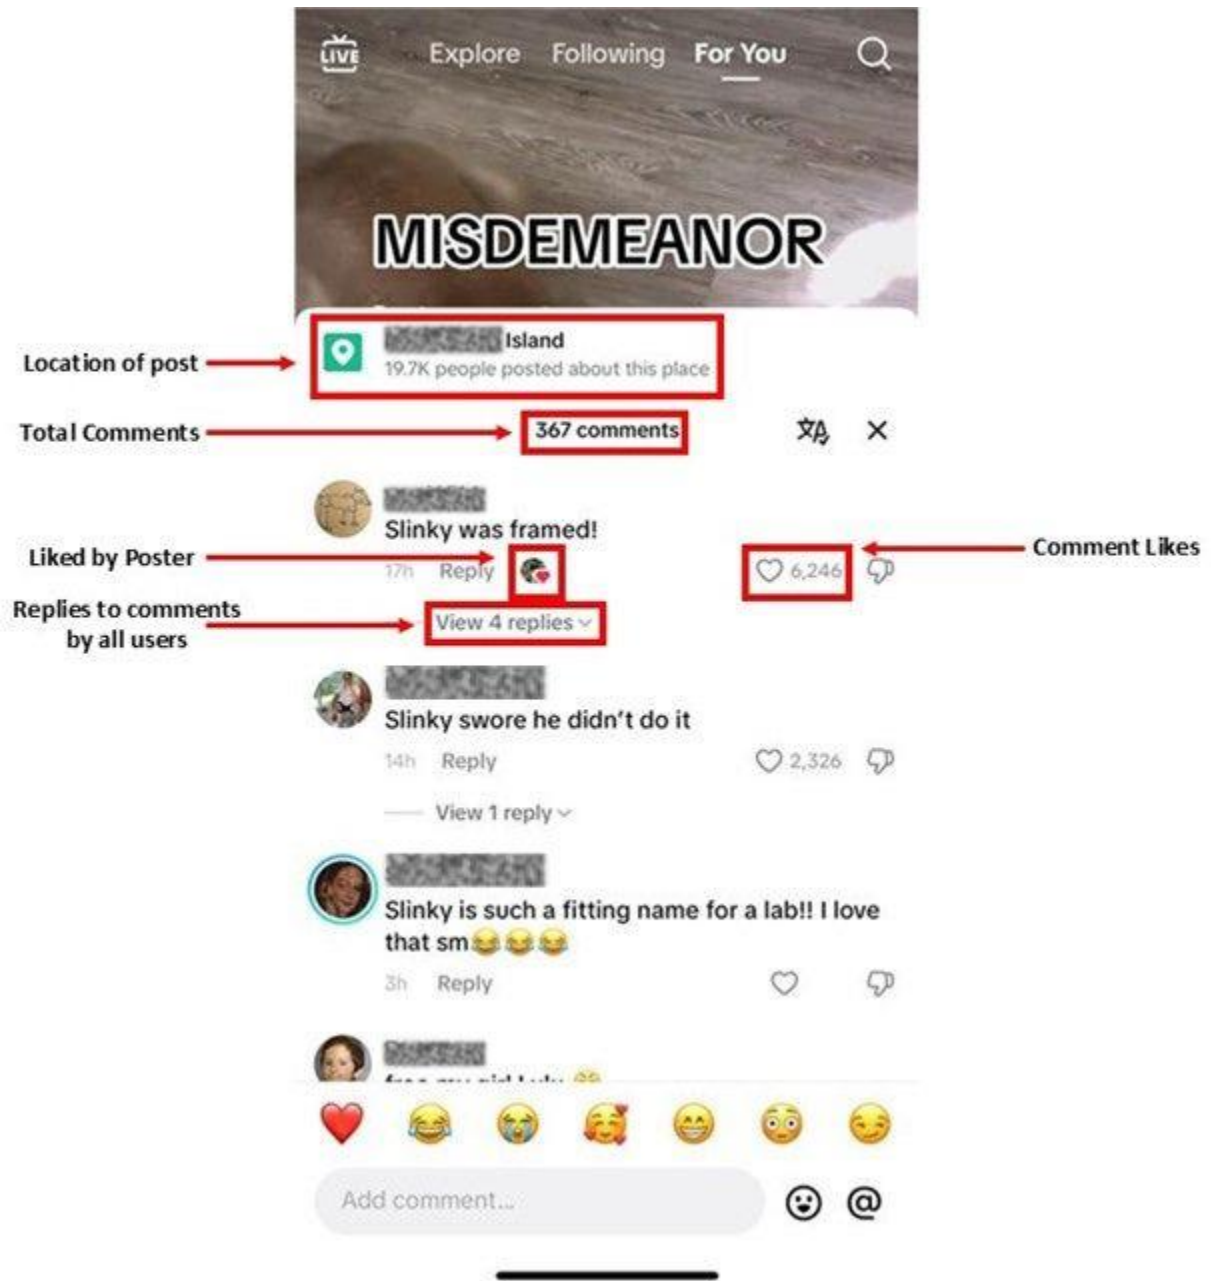 LIVE
Explore Following For You
MISDEMEANOR
Island
19.7K people posted about this place
Location of post
367 comments
Total Comments
Slinky was framed!
17h Reply
6,246
Liked by Poster
Comment Likes
View 4 replies
Replies to comments
by all users
Slinky swore he didn't do it
14h Reply
2,326
View 1 reply
Slinky is such a fitting name for a lab!! I love
that sm😂😂😂
3h Reply
Add comment...